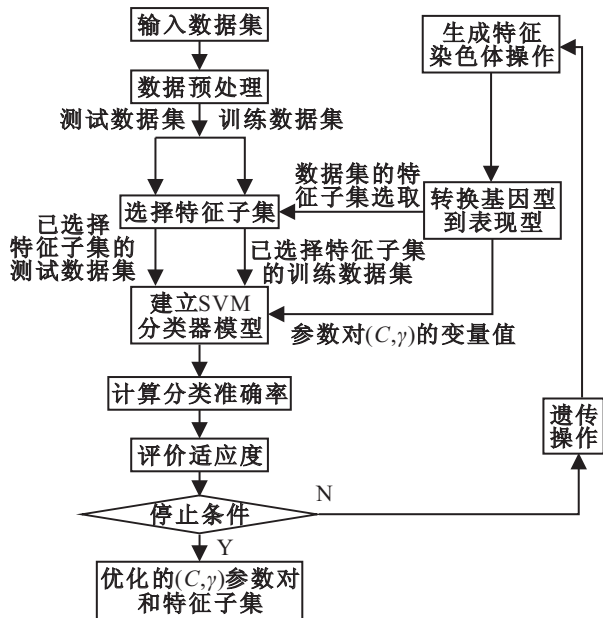 输入数据集
生成特征
染色体操作
数据预处理
测试数据集
训练数据集
数据集的特
征子集选取
转换基因型
到表现型
选择特征子集
已选择
特征子集的
测试数据集
已选择特征子集
的训练数据集
建立SVM
分类器模型
参数对(C,γ)的变量值
计算分类准确率
遗传
操作
评价适应度
N
停止条件
Y
优化的(C,γ)参数对
和特征子集